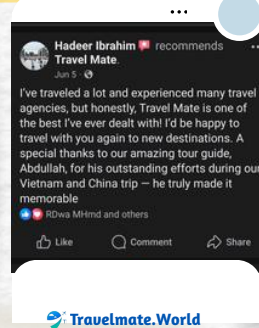 Hadeer Ibrahim recommends
Travel Mate.
Jun 5 ·
I've traveled a lot and experienced many travel
agencies, but honestly, Travel Mate is one of
the best I've ever dealt with! I'd be happy to
travel with you again to new destinations. A
special thanks to our amazing tour guide,
Abdullah, for his outstanding efforts during our
Vietnam and China trip — he truly made it
memorable
RDwa MHmd and others
Like Comment Share
Travelmate.World